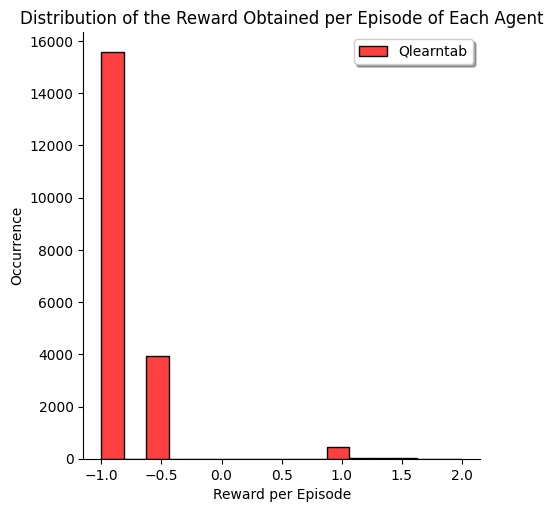 Distribution of the Reward Obtained per Episode of Each Agent
Qlearntab
16000
14000
12000
10000
8000
6000
4000
2000
0
Occurrence
−1.0 −0.5 0.0 0.5 1.0 1.5 2.0
Reward per Episode